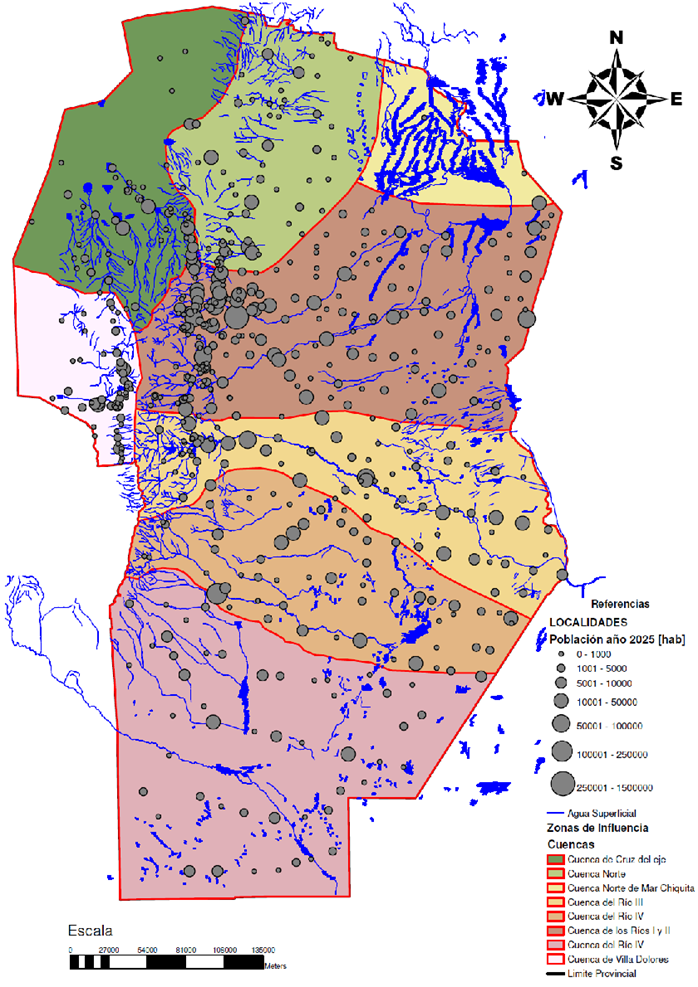 N
W
E
S
Referencias
LOCALIDADES
Población año 2025 [hab]
0 - 1000
1001 - 5000
5001 - 10000
10001 - 50000
50001 - 100000
100001 - 250000
250001 - 1500000
Agua Superficial
Zonas de Influencia
Cuencas
Cuenca de Cruz del eje
Cuenca Norte
Cuenca Norte de Mar Chiquita
Cuenca del Río III
Cuenca del Río IV
Cuenca de los Ríos I y II
Cuenca del Río IV
Cuenca de Villa Dolores
Limite Provincial
Escala
0 27000 54000 81000 108000 135000
Meters